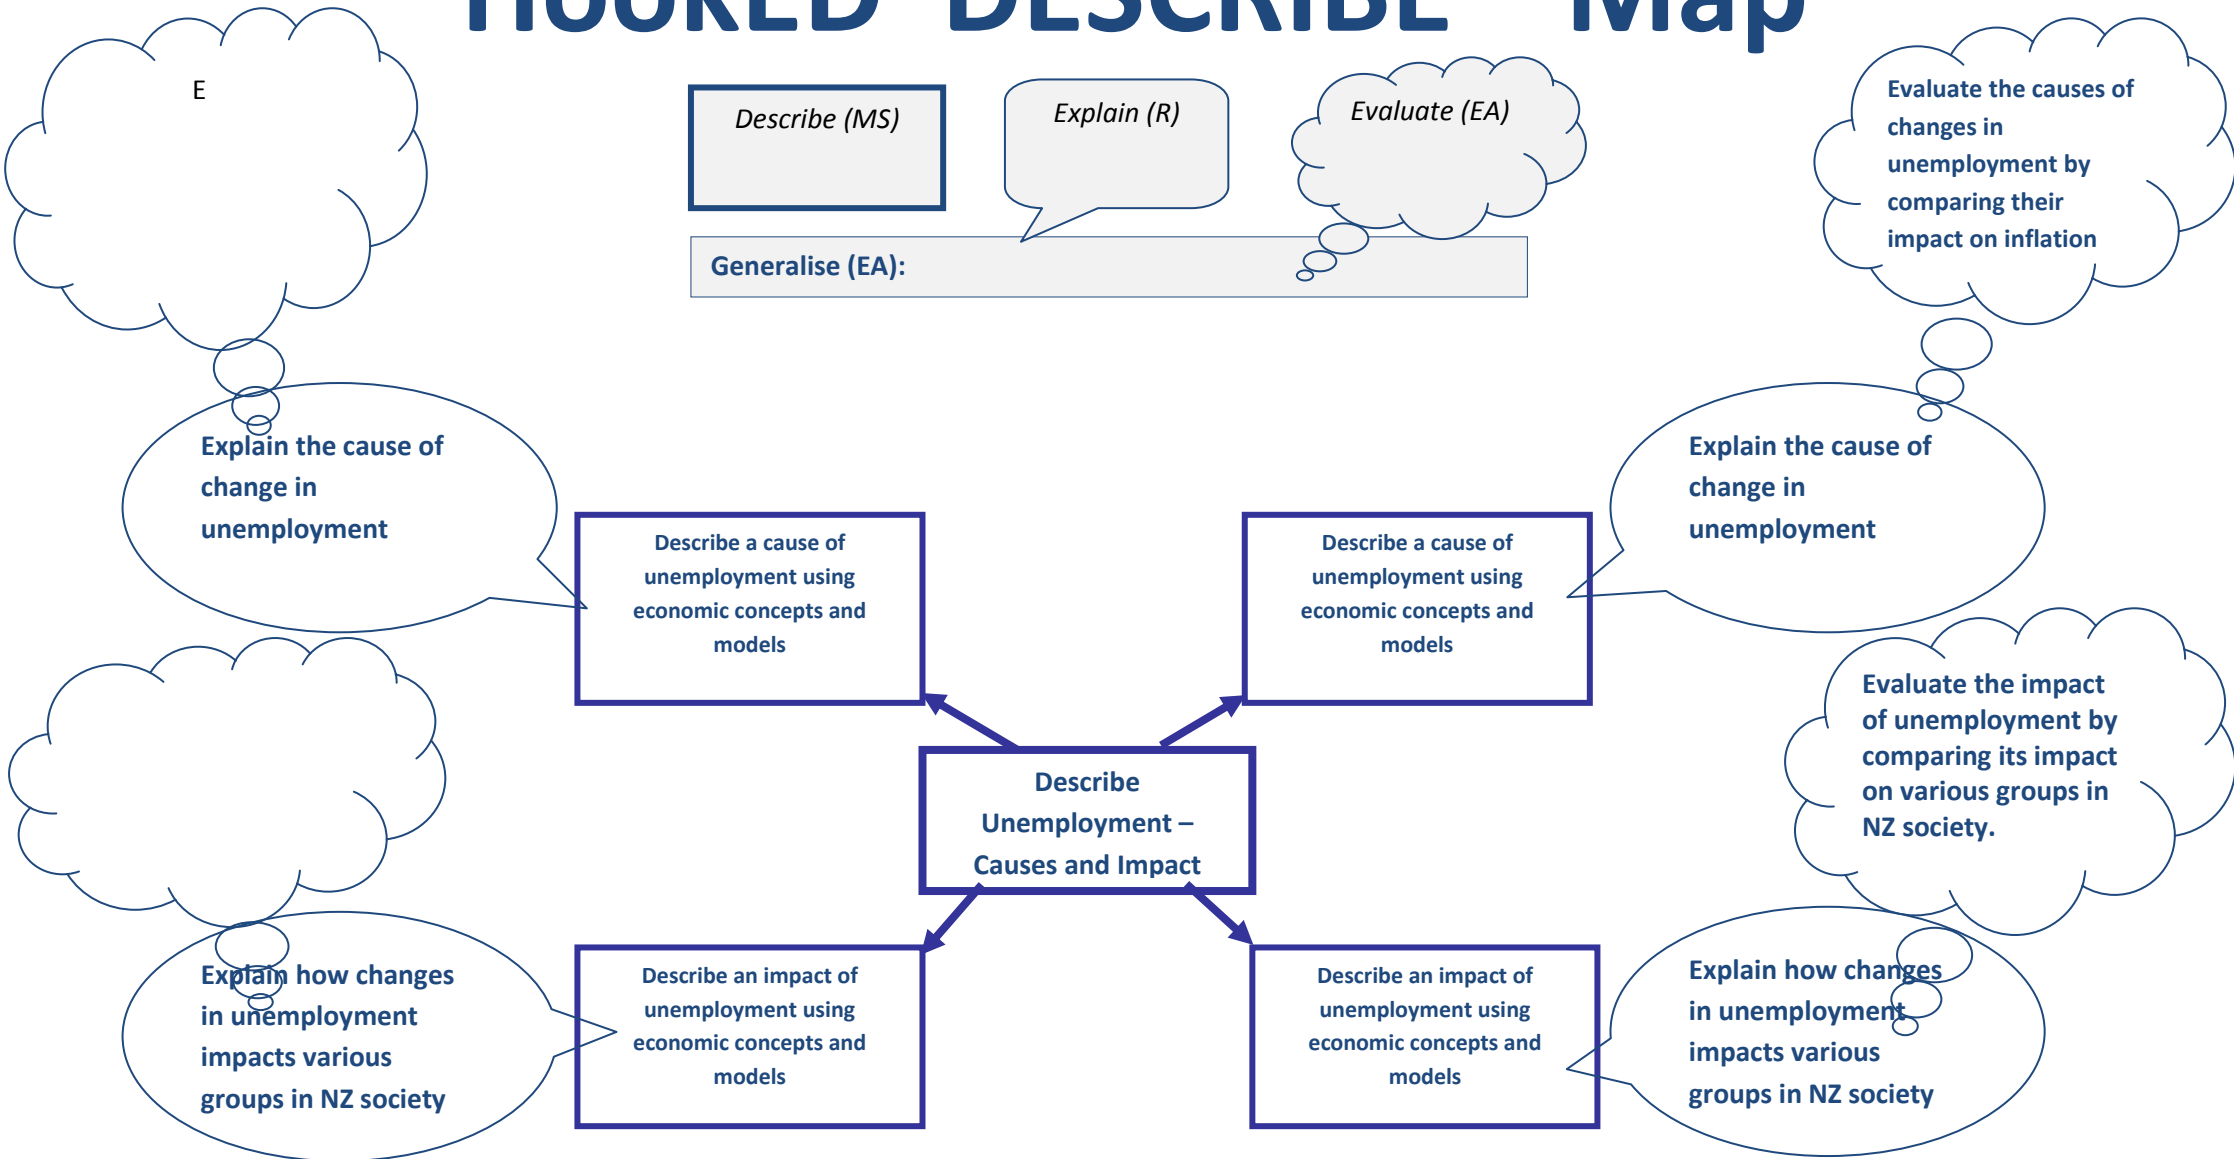 HOOKED DESCRIBE Map
E
Describe (MS)
Explain (R)
Evaluate (EA)
Generalise (EA):
Evaluate the causes of
changes in
unemployment by
comparing their
impact on inflation
Explain the cause of
change in
unemployment
Explain the cause of
change in
unemployment
Describe a cause of
unemployment using
economic concepts and
models
Describe a cause of
unemployment using
economic concepts and
models
Evaluate the impact
of unemployment by
comparing its impact
on various groups in
NZ society.
Describe
Unemployment –
Causes and Impact
Explain how changes
in unemployment
impacts various
groups in NZ society
Describe an impact of
unemployment using
economic concepts and
models
Describe an impact of
unemployment using
economic concepts and
models
Explain how changes
in unemployment
impacts various
groups in NZ society